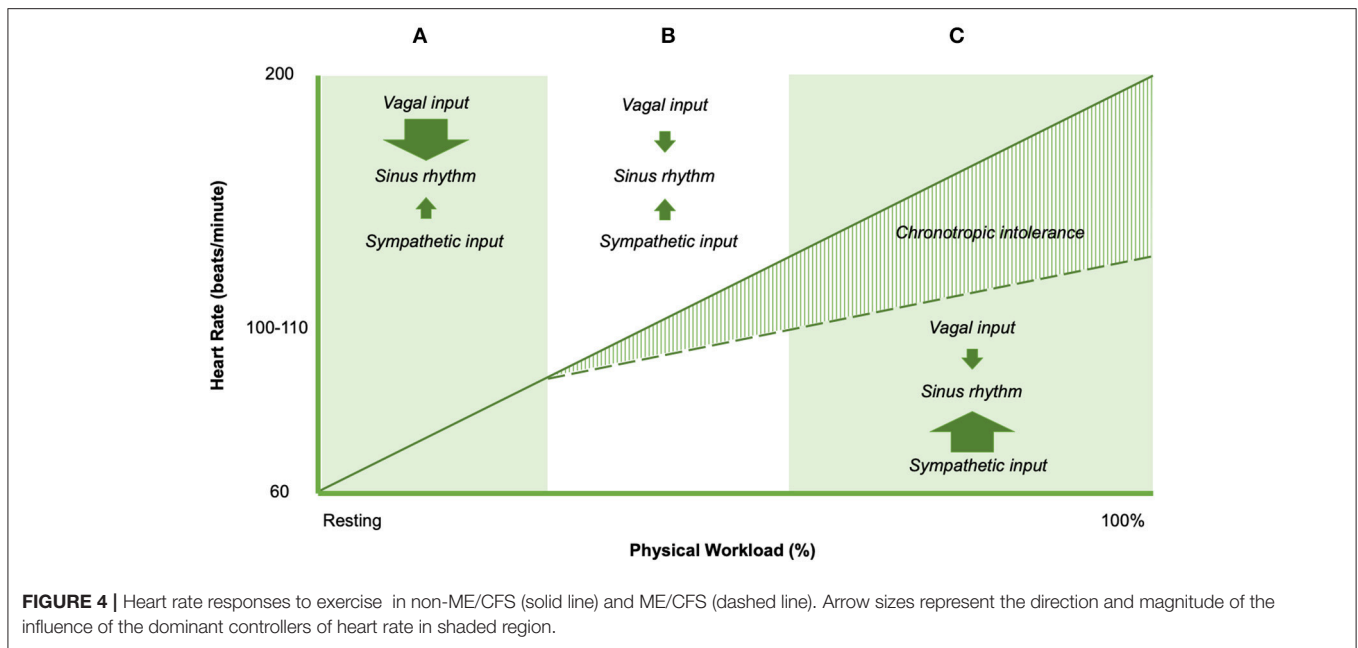 A
B
C
200
Vagal input
Sinus rhythm
Sympathetic input
Vagal input
Sinus rhythm
Sympathetic input
Chronotropic intolerance
Vagal input
Sinus rhythm
Sympathetic input
Heart Rate (beats/minute)
100-110
60
Resting
100%
Physical Workload (%)
FIGURE 4 | Heart rate responses to exercise in non-ME/CFS (solid line) and ME/CFS (dashed line). Arrow sizes represent the direction and magnitude of the
influence of the dominant controllers of heart rate in shaded region.